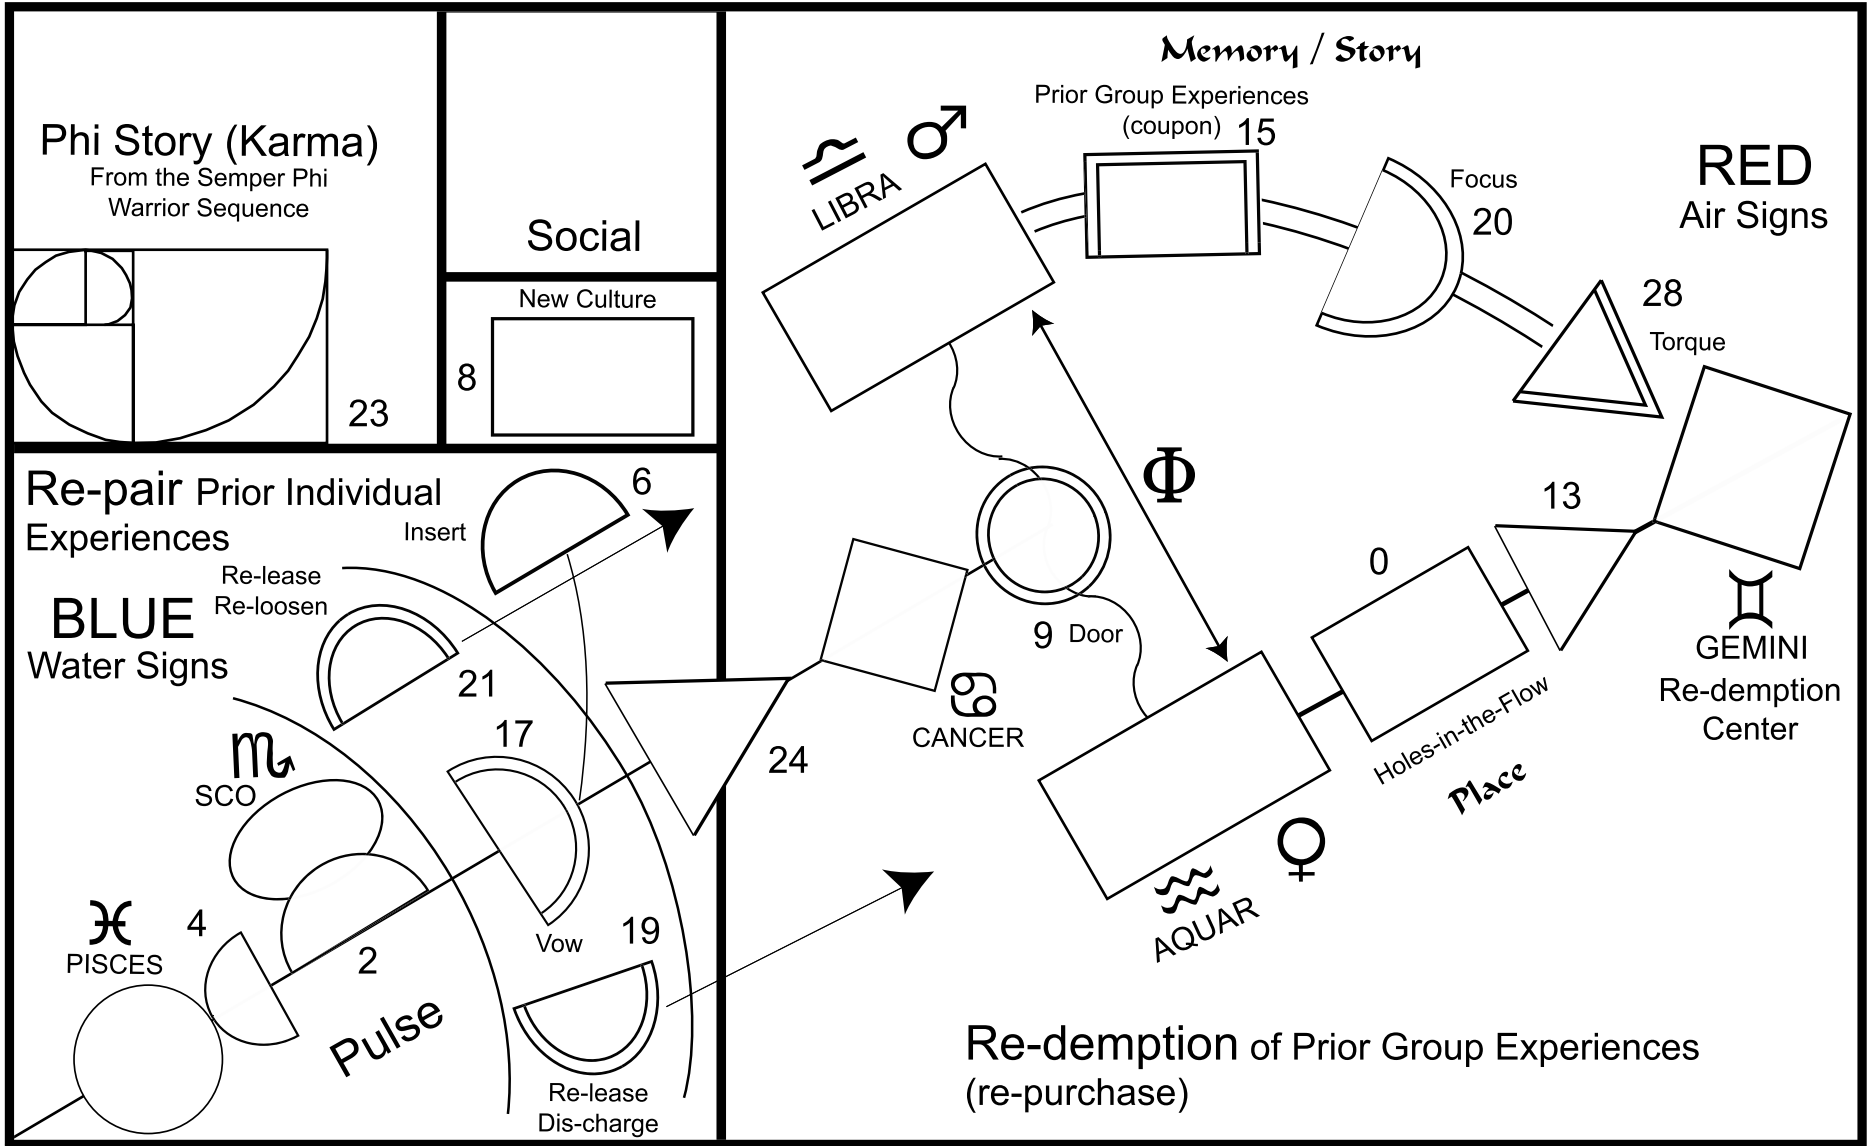 Phi Story (Karma)
From the Semper Phi
Warrior Sequence
23
Social
New Culture
8
Re-pair Prior Individual
Experiences
BLUE
Water Signs
Insert
6
Re-lease
Re-loosen
21
♏
SCO
17
Vow
♓
PISCES
4
2
Pulse
19
Re-lease
Dis-charge
24
Memory / Story
Prior Group Experiences
(coupon) 15
♎ ♂
LIBRA
Focus
20
RED
Air Signs
28
Torque
Φ
13
0
9 Door
♋
CANCER
♊
GEMINI
Re-demption
Center
Holes-in-the-Flow
Place
♀
♒
AQUAR
Re-demption of Prior Group Experiences
(re-purchase)